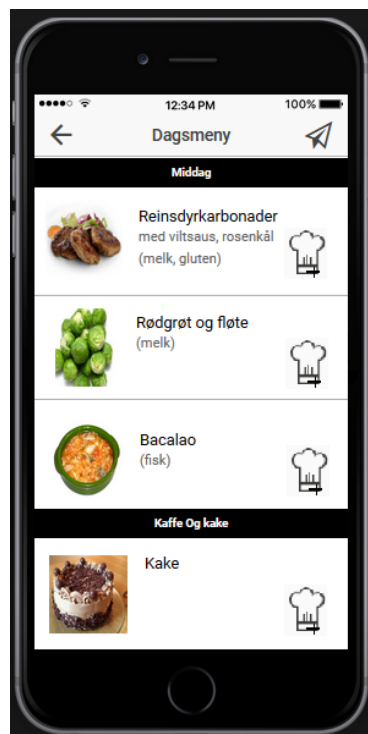 12:34 PM
100%
Dagsmeny
Middag
Reinsdyrkarbonader
med viltsaus, rosenkål
(melk, gluten)
Rødgrøt og fløte
(melk)
Bacalao
(fisk)
Kaffe Og kake
Kake